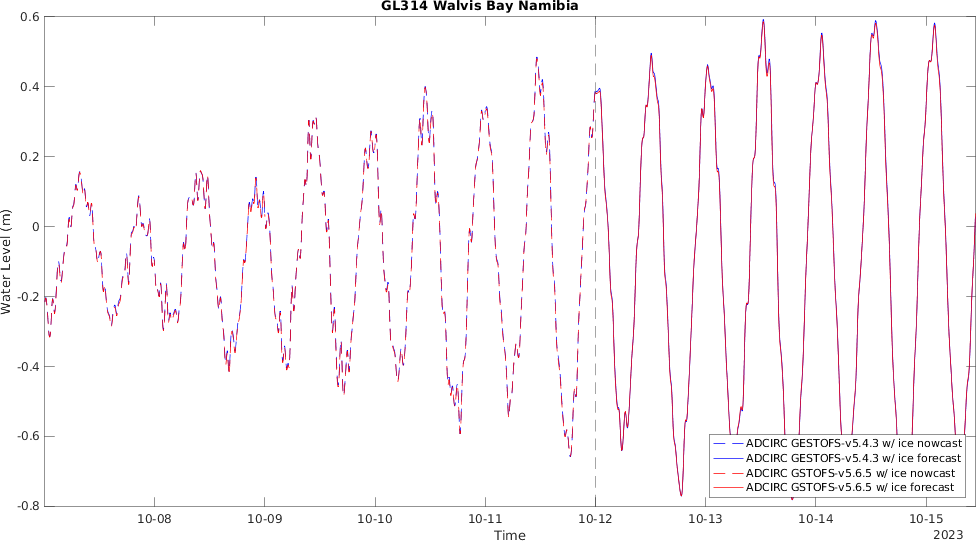 GL314 Walvis Bay Namibia
0.6
0.4
0.2
0
-0.2
-0.4
-0.6
-0.8
Water Level (m)
ADCIRC GESTOFS-v5.4.3 w/ ice nowcast
ADCIRC GESTOFS-v5.4.3 w/ ice forecast
ADCIRC GSTOFS-v5.6.5 w/ ice nowcast
ADCIRC GSTOFS-v5.6.5 w/ ice forecast
10-08 10-09 10-10 10-11 10-12 10-13 10-14 10-15
Time
2023